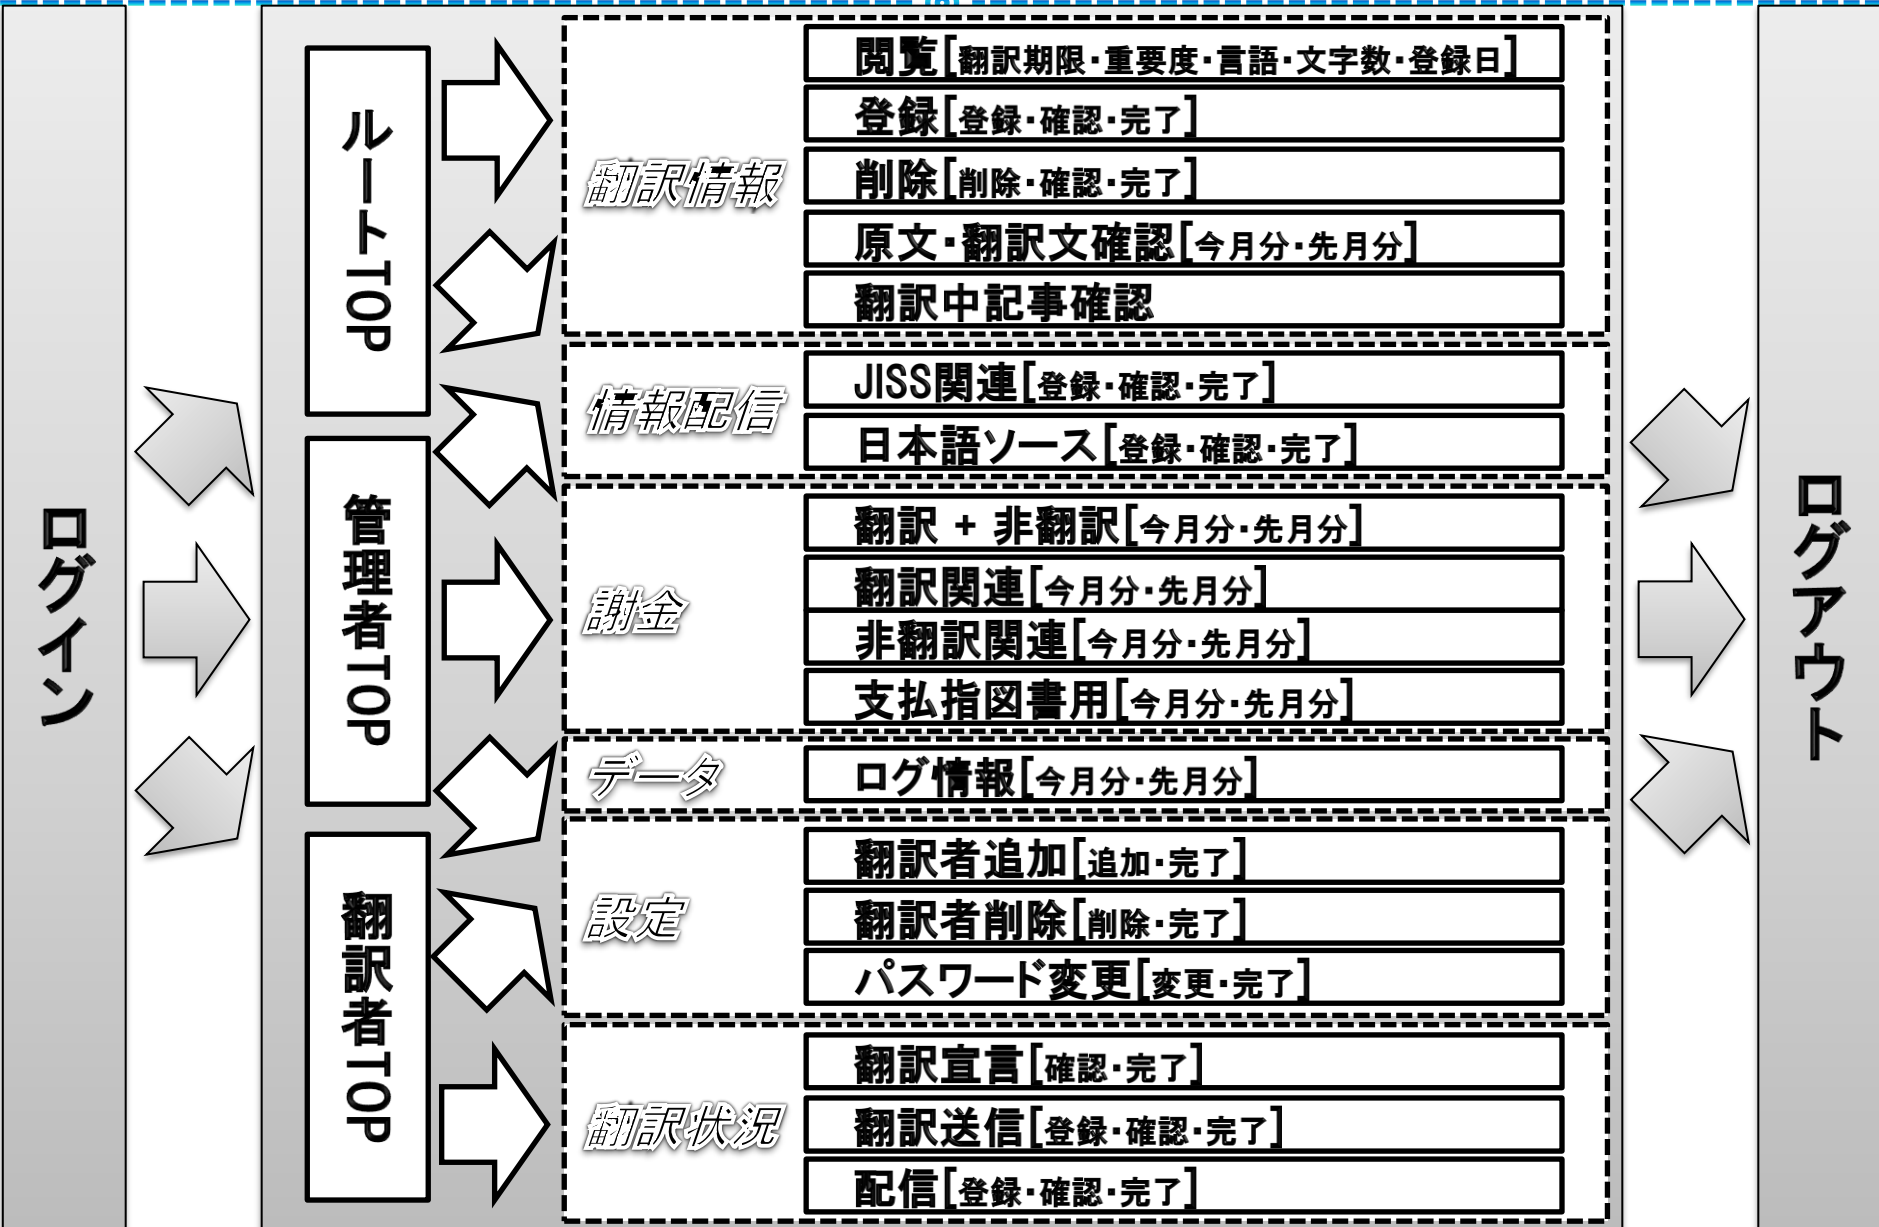 ログイン
ルートTOP
管理者TOP
翻訳者TOP
翻訳情報
閲覧[翻訳期限・重要度・言語・文字数・登録日]
登録[登録・確認・完了]
削除[削除・確認・完了]
原文・翻訳文確認[今月分・先月分]
翻訳中記事確認
情報配信
JISS関連[登録・確認・完了]
日本語ソース[登録・確認・完了]
謝金
翻訳 + 非翻訳[今月分・先月分]
翻訳関連[今月分・先月分]
非翻訳関連[今月分・先月分]
支払指図書用[今月分・先月分]
データ
ログ情報[今月分・先月分]
設定
翻訳者追加[追加・完了]
翻訳者削除[削除・完了]
パスワード変更[変更・完了]
翻訳状況
翻訳宣言[確認・完了]
翻訳送信[登録・確認・完了]
配信[登録・確認・完了]
ログアウト